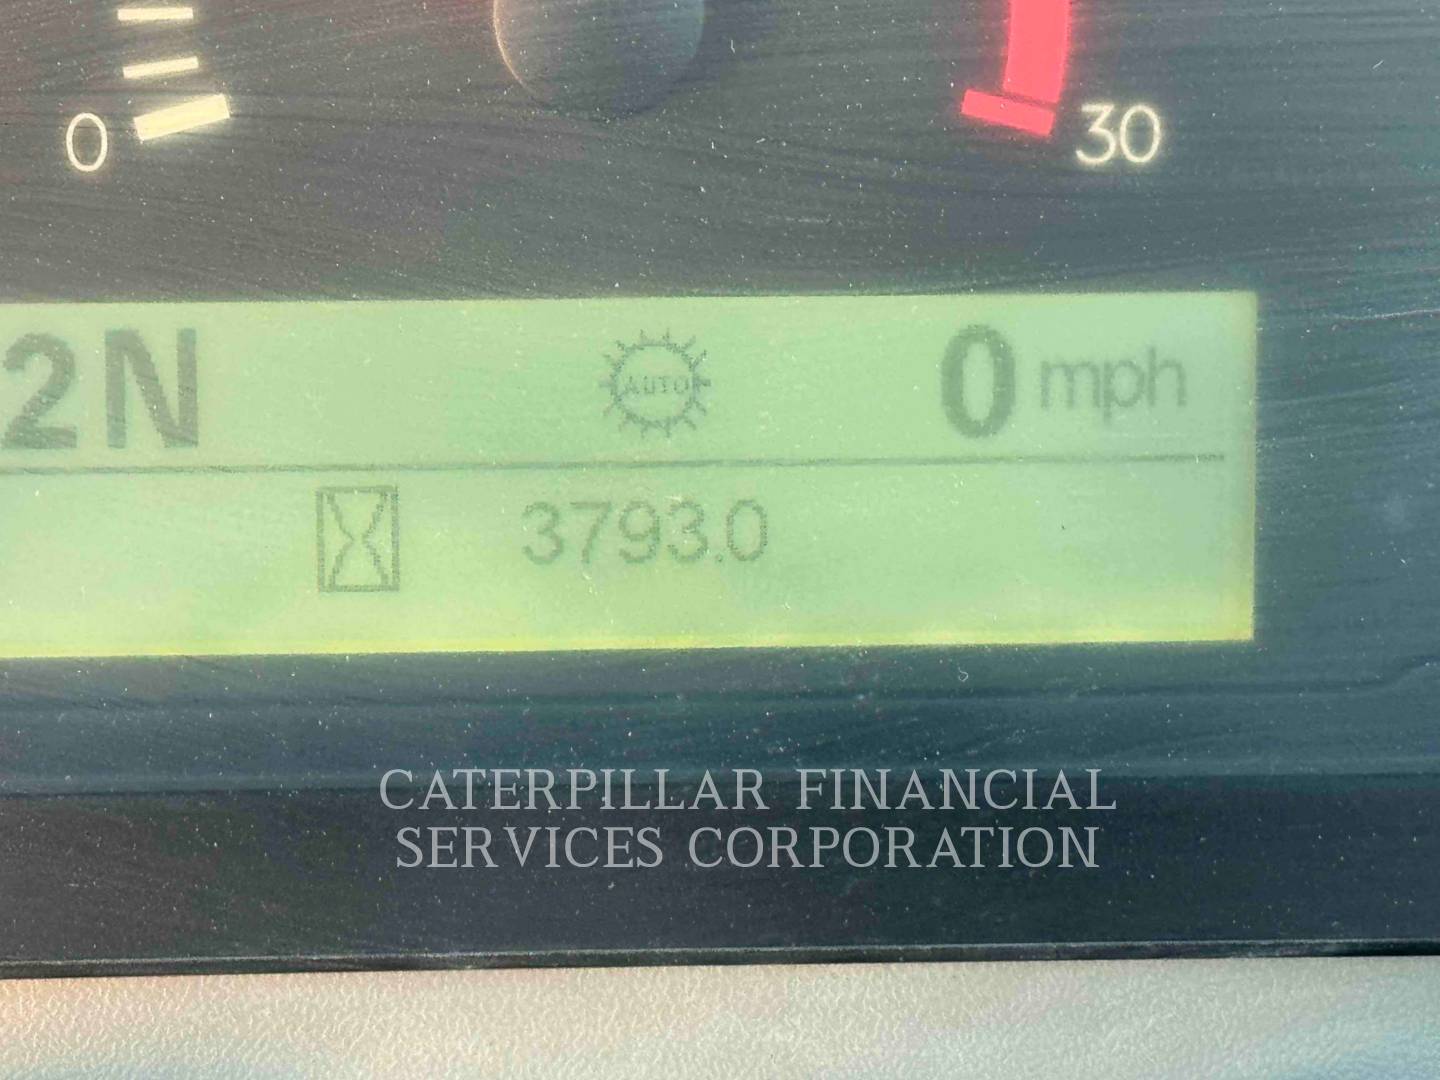 0
30
2N AUTO 0 mph
3793.0
CATERPILLAR FINANCIAL
SERVICES CORPORATION